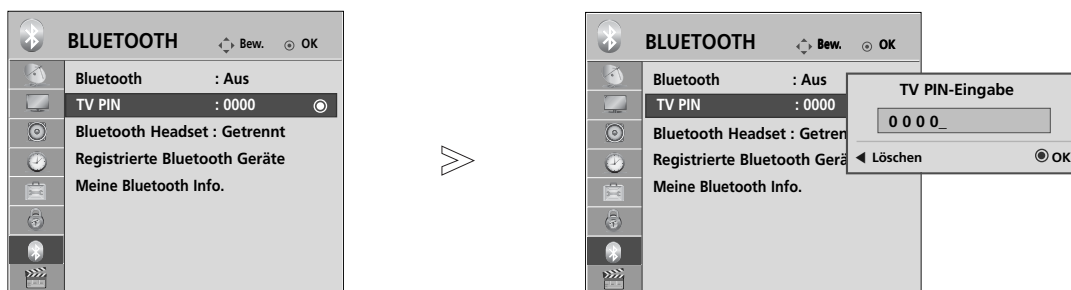 BLUETOOTH Bew. OK
Bluetooth : Aus
TV PIN : 0000
Bluetooth Headset : Getrennt
Registrierte Bluetooth Geräte
Meine Bluetooth Info.
BLUETOOTH Bew. OK
Bluetooth : Aus
TV PIN : 0000
Bluetooth Headset : Getren
Registrierte Bluetooth Gerä
Meine Bluetooth Info.
TV PIN-Eingabe
0 0 0 0_
Löschen OK